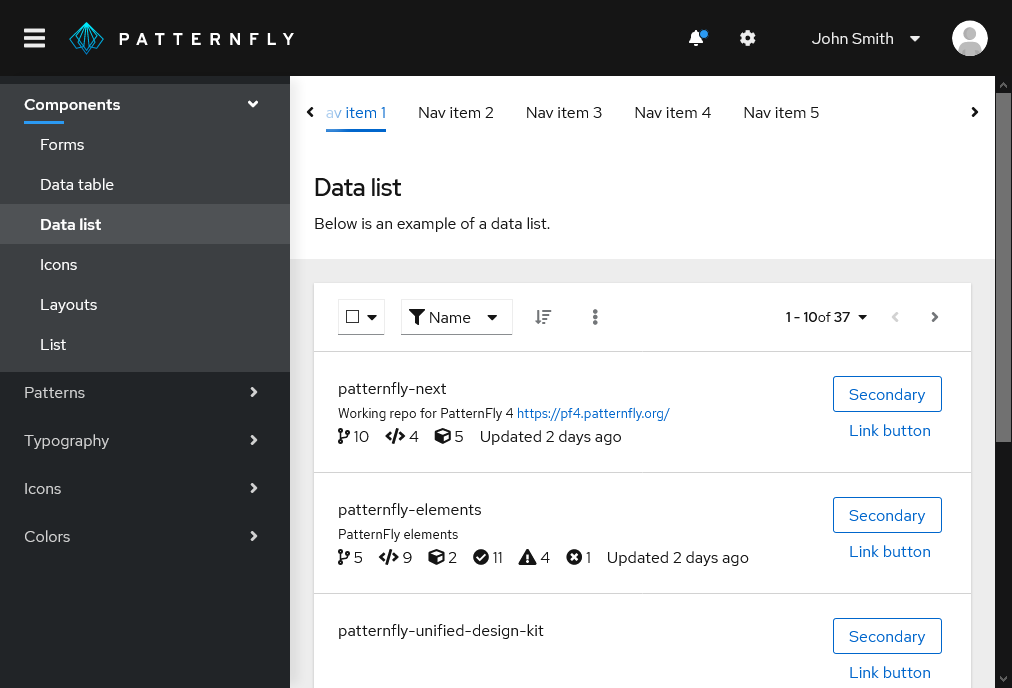 PATTERNFLY
John Smith
Components
Forms
Data table
Data list
Icons
Layouts
List
Patterns
Typography
Icons
Colors
av item 1
Nav item 2
Nav item 3
Nav item 4
Nav item 5
Data list
Below is an example of a data list.
Name
1 - 10 of 37
patternfly-next
Working repo for PatternFly 4 https://pf4.patternfly.org/
10 4 5 Updated 2 days ago
Secondary
Link button
patternfly-elements
PatternFly elements
5 9 2 11 4 1 Updated 2 days ago
Secondary
Link button
patternfly-unified-design-kit
Secondary
Link button